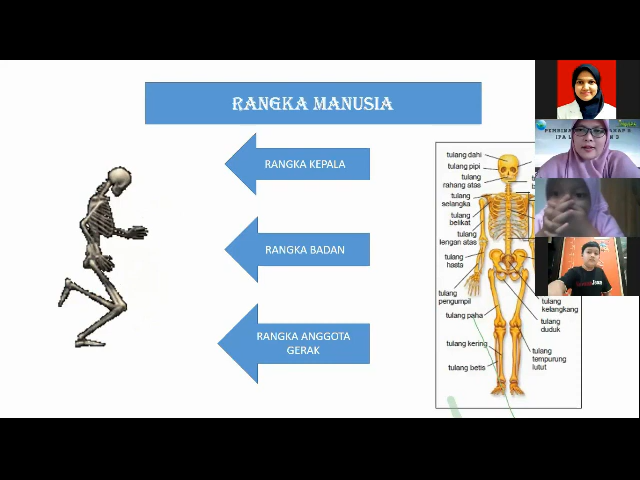 RANGKA MANUSIA
RANGKA KEPALA
RANGKA BADAN
RANGKA ANGGOTA
GERAK
tulang dahi
tulang pipi
tulang
rahang atas
tulang
selangka
tulang
belikat
tulang
lengan atas
tulang
hasta
tulang
pengumpil
tulang paha
tulang kering
tulang betis
tulang
kelangkang
tulang
duduk
tulang
tempurung
lutut